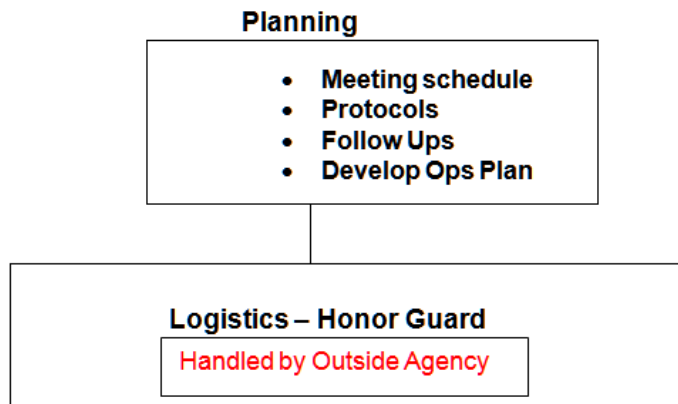 Planning
• Meeting schedule
• Protocols
• Follow Ups
• Develop Ops Plan
Logistics – Honor Guard
Handled by Outside Agency